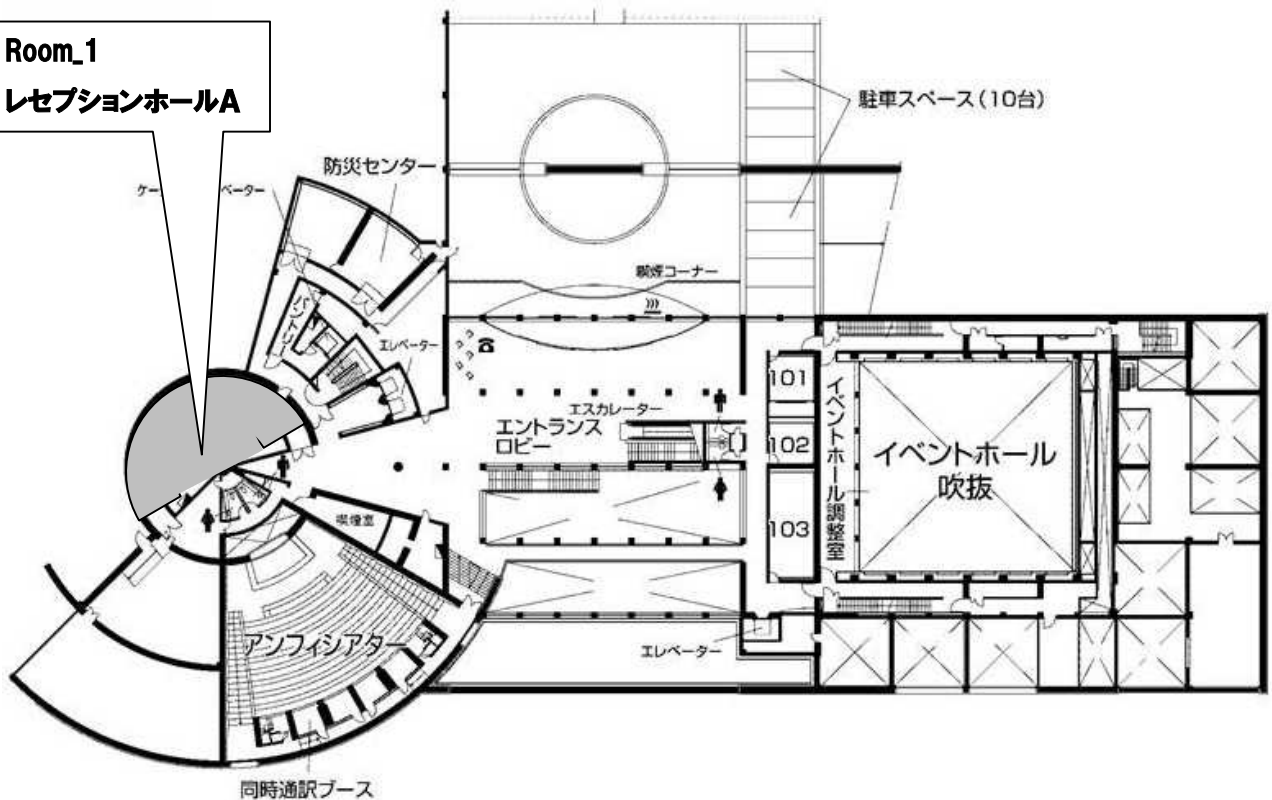 Room_1
レセプションホールA
駐車スペース（10台）
防災センター
ケー
ベーター
喫煙コーナー
パントリー
エレベーター
101
エスカレーター
エントランス
ロビー
102
イベントホール調整室
イベントホール
吹抜
喫煙室
103
アンフィシアター
エレベーター
同時通訳ブース